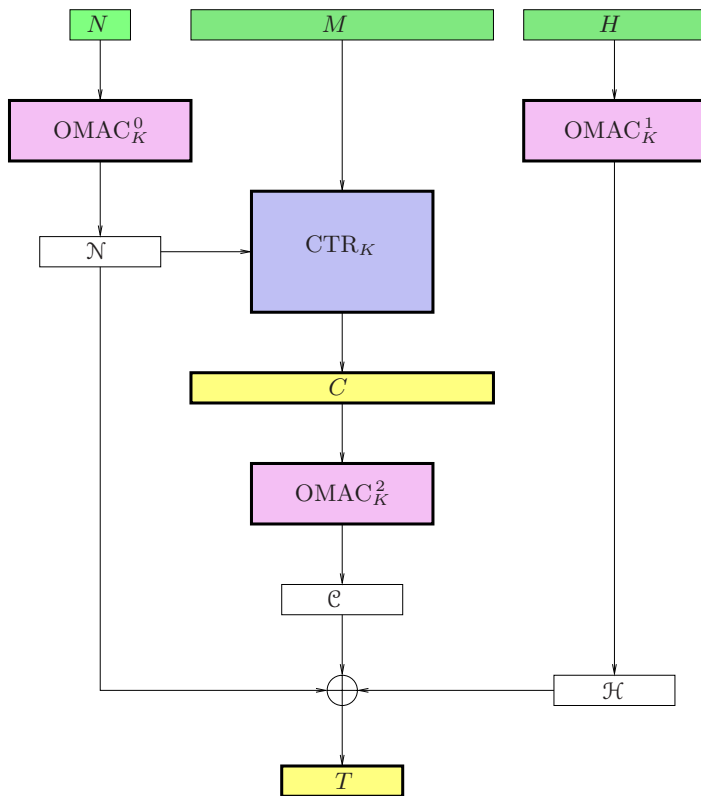 N M H
OMAC⁰_K OMAC¹_K
𝒩 CTR_K
C
OMAC²_K
𝒞
ℋ
T